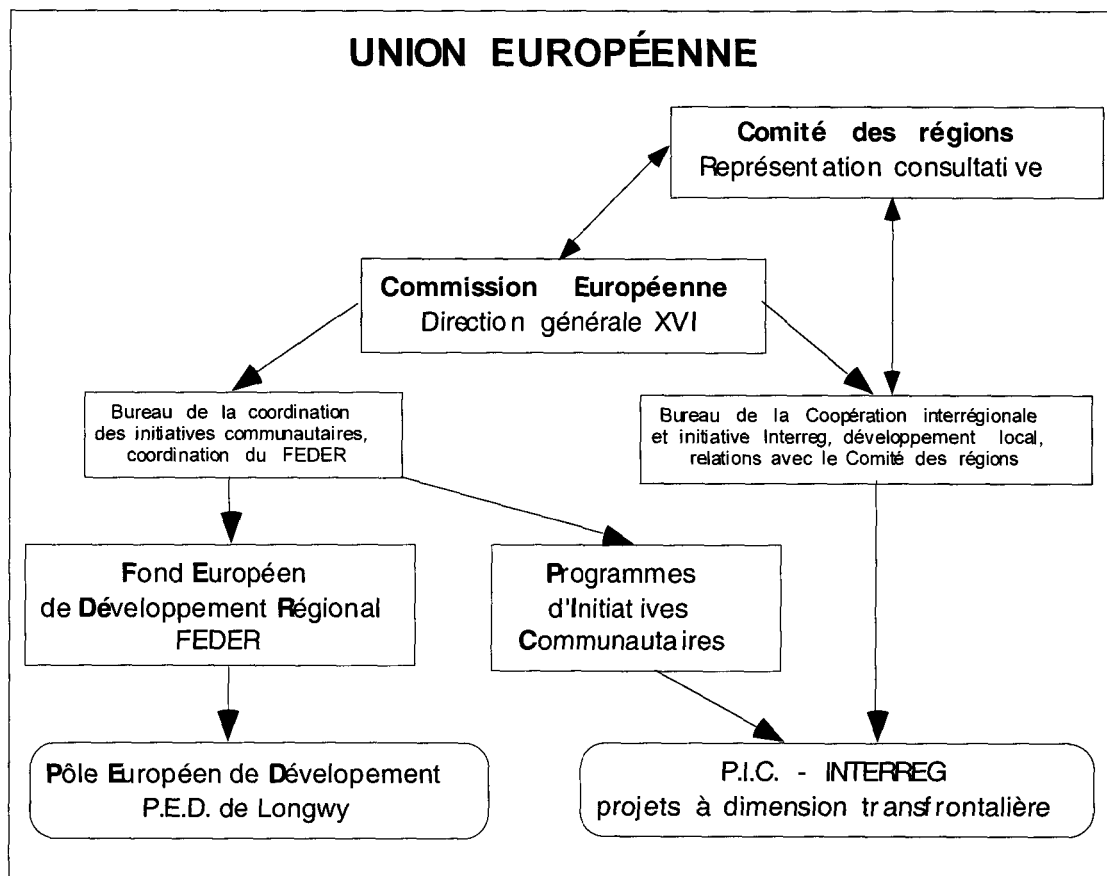 UNION EUROPÉENNE
Comité des régions
Représentation consultative
Commission Européenne
Direction générale XVI
Bureau de la coordination
des initiatives communautaires,
coordination du FEDER
Bureau de la Coopération interrégionale
et initiative Interreg, développement local,
relations avec le Comité des régions
Fond Européen
de Développement Régional
FEDER
Programmes
d'Initiatives
Communautaires
Pôle Européen de Dévelopement
P.E.D. de Longwy
P.I.C. - INTERREG
projets à dimension transfrontalière